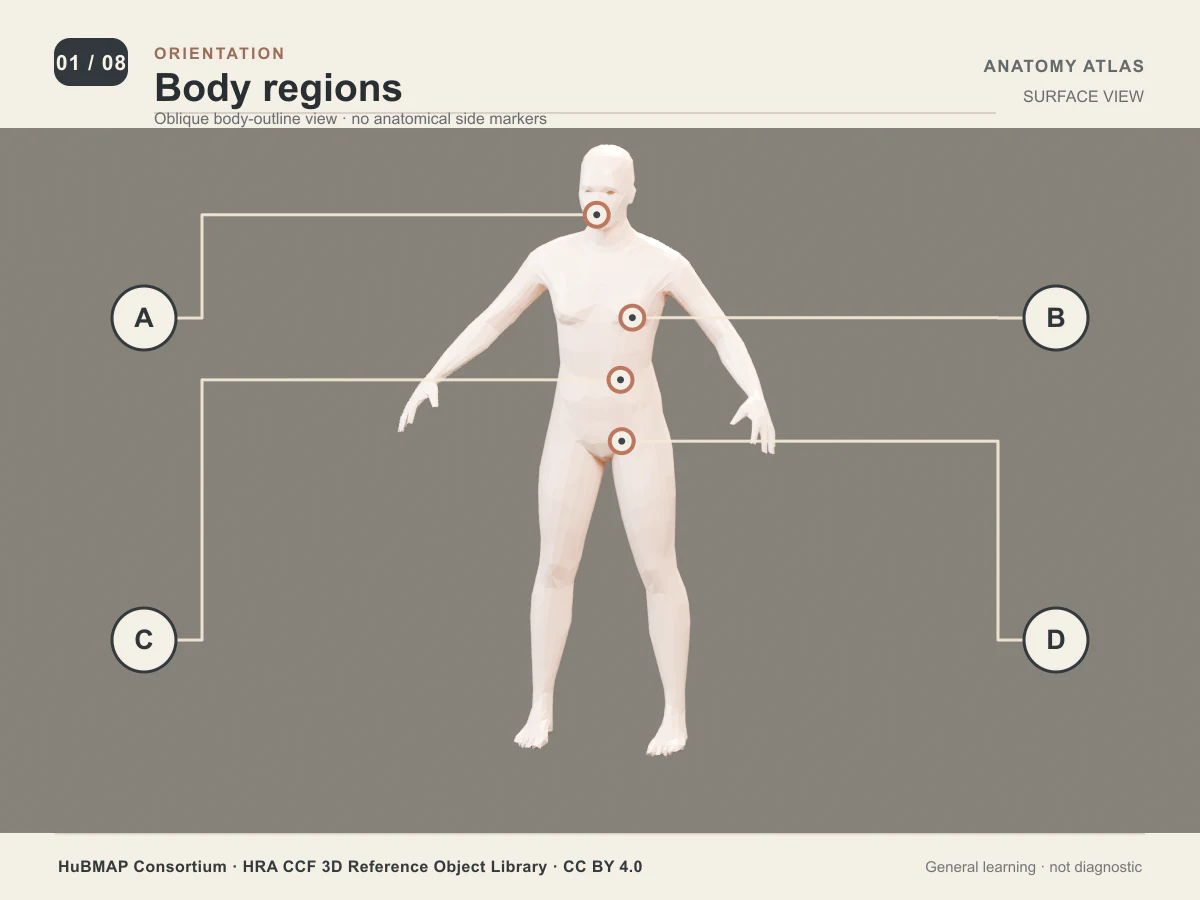 01 / 08
ORIENTATION
Body regions
Oblique body-outline view · no anatomical side markers
ANATOMY ATLAS
SURFACE VIEW
A
B
C
D
HuBMAP Consortium · HRA CCF 3D Reference Object Library · CC BY 4.0
General learning · not diagnostic